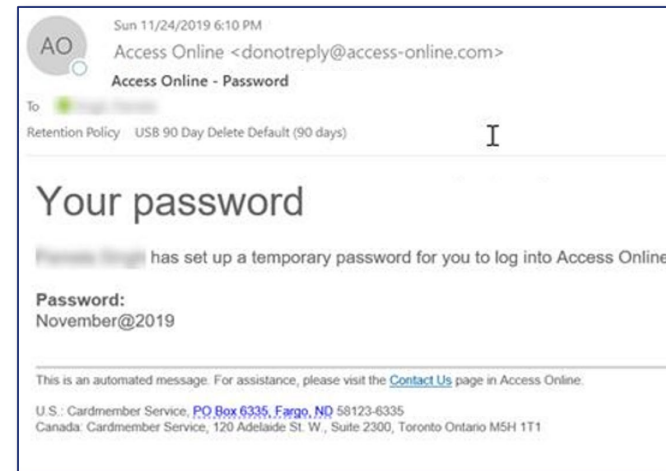 AO
Sun 11/24/2019 6:10 PM
Access Online <donotreply@access-online.com>
Access Online - Password
To
Retention Policy USB 90 Day Delete Default (90 days)
Your password
has set up a temporary password for you to log into Access Online
Password:
November@2019
This is an automated message. For assistance, please visit the Contact Us page in Access Online.
U.S.: Cardmember Service, PO Box 6335, Fargo, ND 58123-6335
Canada: Cardmember Service, 120 Adelaide St. W., Suite 2300, Toronto Ontario M5H 1T1